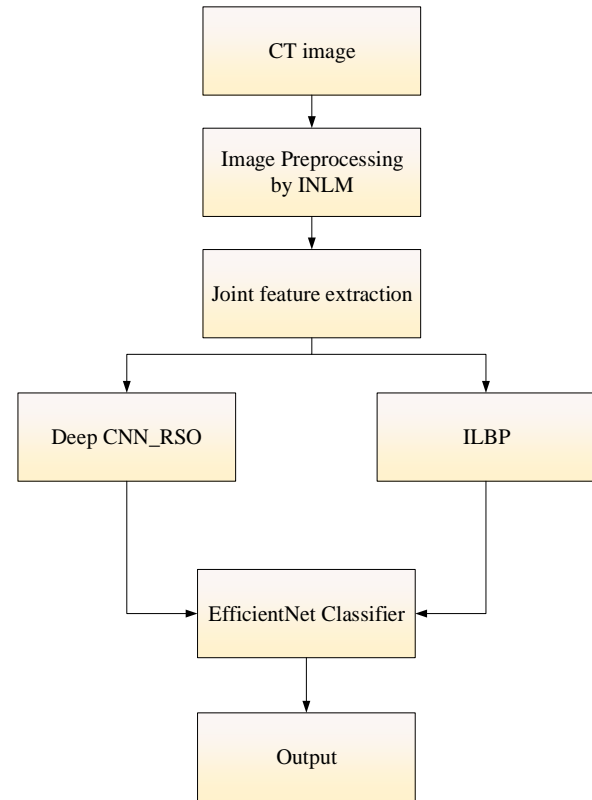 CT image
Image Preprocessing
by INLM
Joint feature extraction
Deep CNN_RSO
ILBP
EfficientNet Classifier
Output